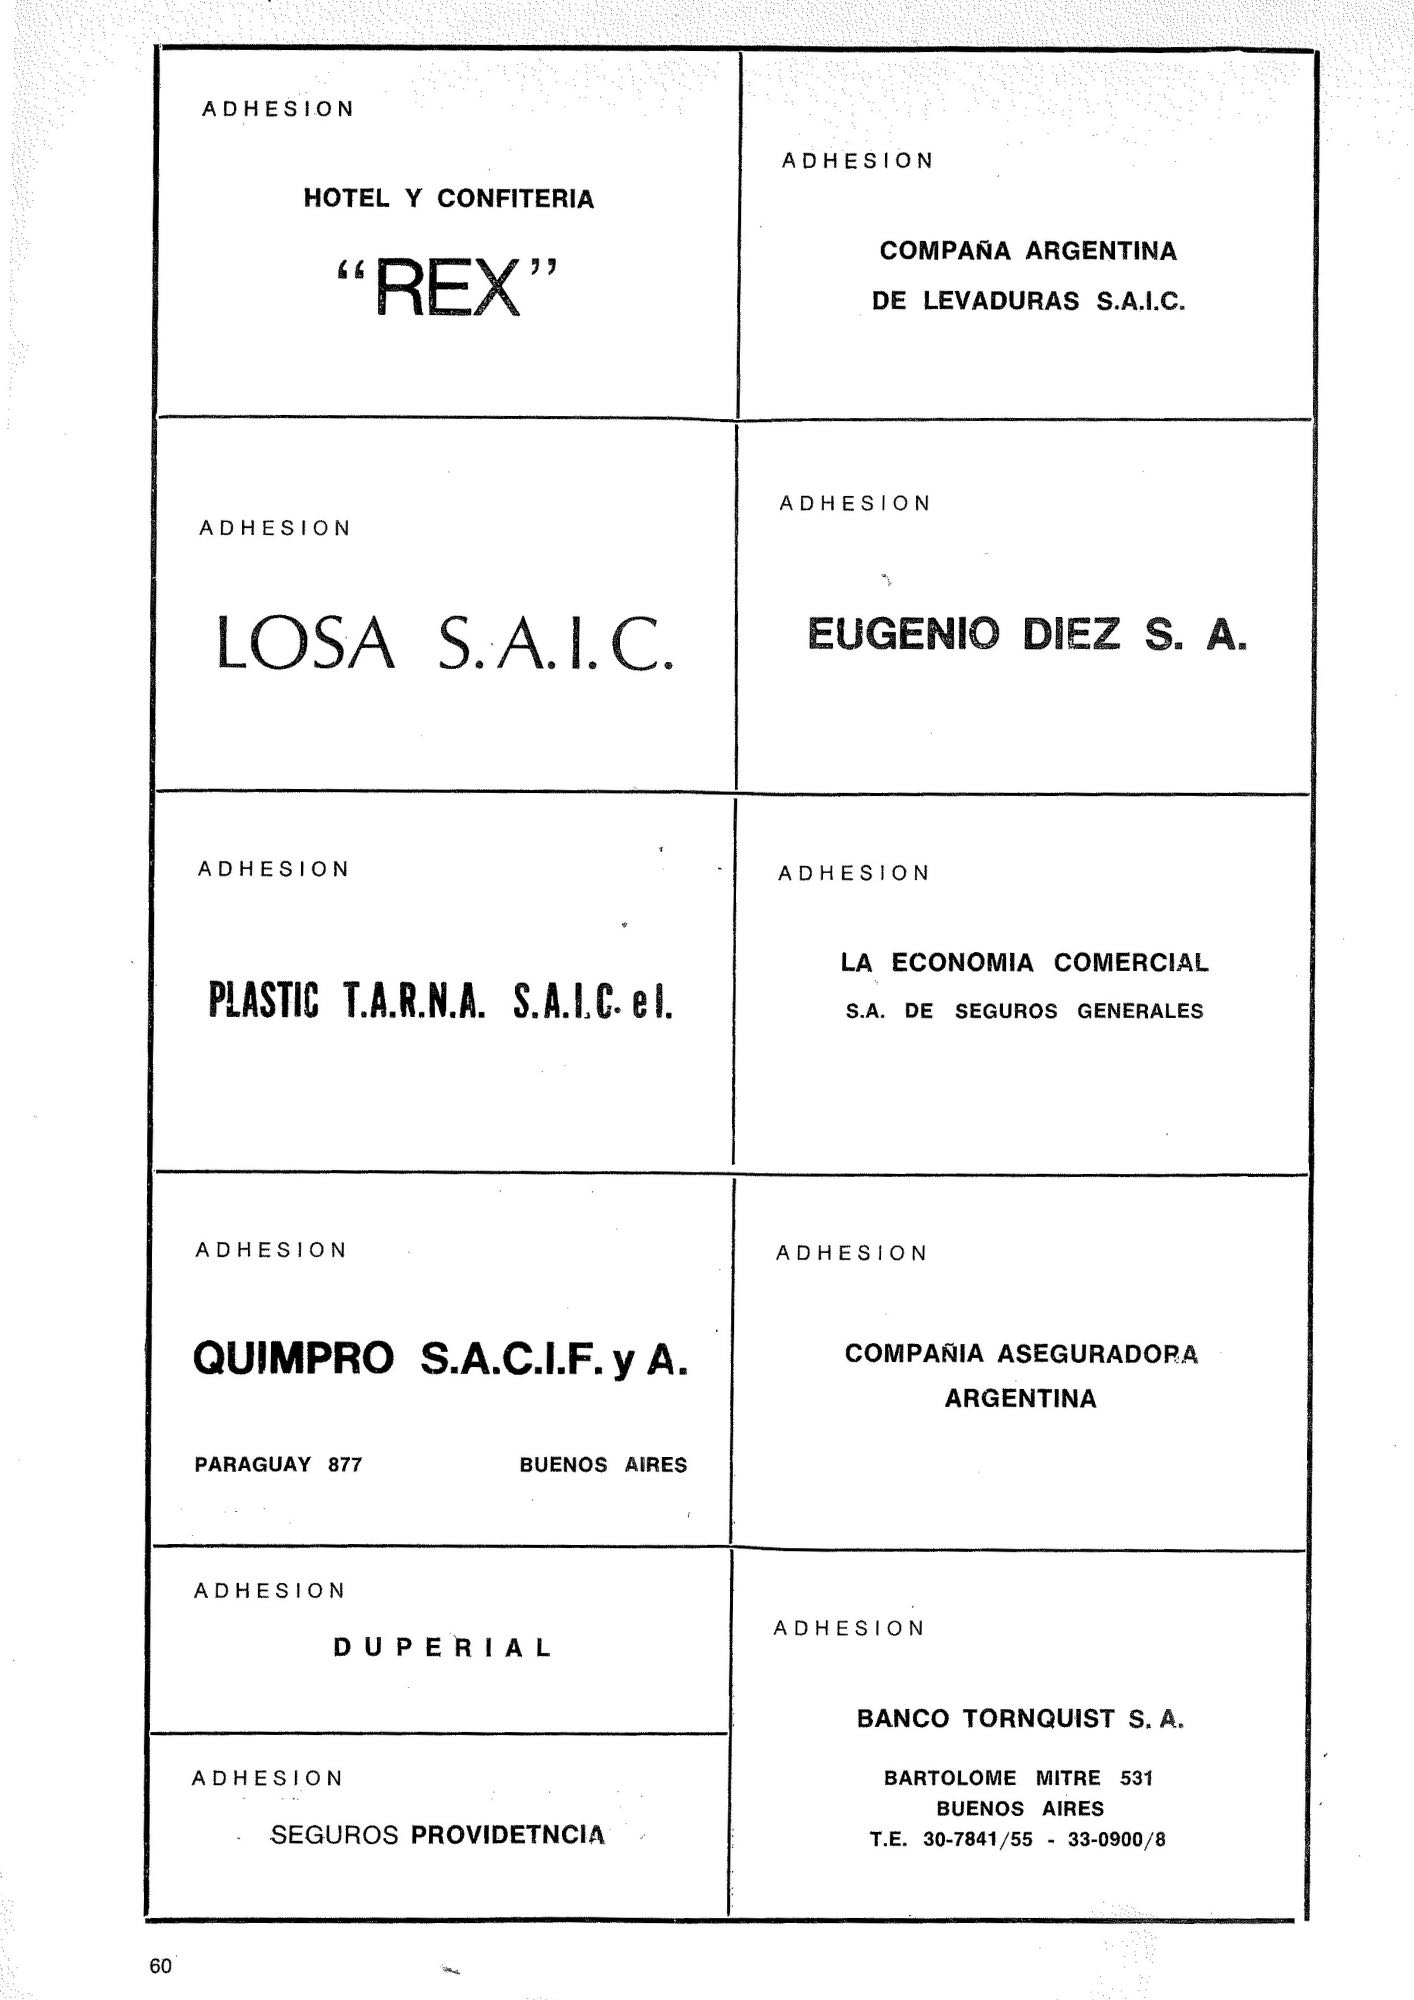 ADHESION
HOTEL Y CONFITERIA
“REX”
ADHESION
COMPAÑA ARGENTINA
DE LEVADURAS S.A.I.C.
ADHESION
LOSA S.A.I.C.
ADHESION
EUGENIO DIEZ S. A.
ADHESION
PLASTIC T.A.R.N.A. S.A.I.C. e I.
ADHESION
LA ECONOMIA COMERCIAL
S.A. DE SEGUROS GENERALES
ADHESION
QUIMPRO S.A.C.I.F. y A.
PARAGUAY 877 BUENOS AIRES
ADHESION
COMPAÑIA ASEGURADORA
ARGENTINA
ADHESION
DUPERIAL
ADHESION
SEGUROS PROVIDETNCIA
ADHESION
BANCO TORNQUIST S. A.
BARTOLOME MITRE 531
BUENOS AIRES
T.E. 30-7841/55 - 33-0900/8
60